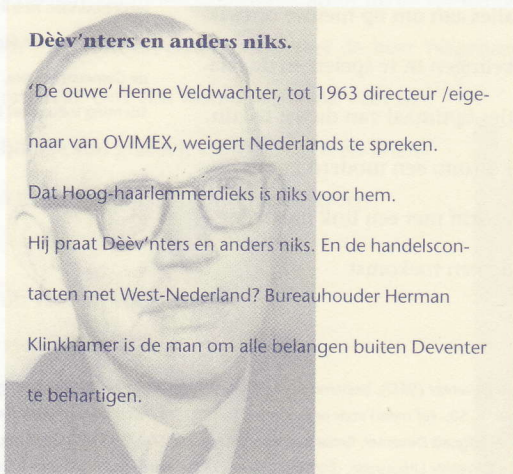 Dèèv'nters en anders niks.
'De ouwe' Henne Veldwachter, tot 1963 directeur /eige-
naar van OVIMEX, weigert Nederlands te spreken.
Dat Hoog-haarlemmerdieks is niks voor hem.
Hij praat Dèèv'nters en anders niks. En de handelscon-
tacten met West-Nederland? Bureauhouder Herman
Klinkhamer is de man om alle belangen buiten Deventer
te behartigen.